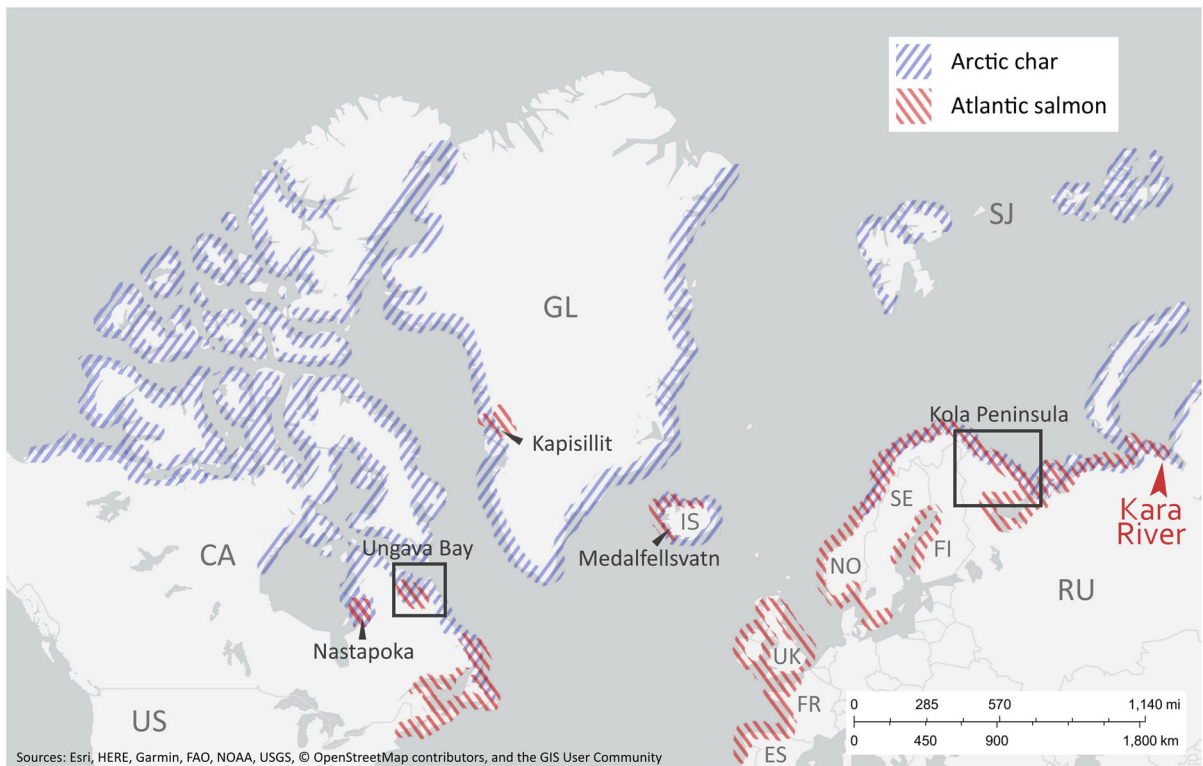 Arctic char
Atlantic salmon
SJ
GL
Kola Peninsula
Kapisillit
SE
IS
Kara
River
Medalfellsvatn
CA
Ungava Bay
FI
NO
RU
Nastapoka
UK
FR
US
ES
0 285 570 1,140 mi
0 450 900 1,800 km
Sources: Esri, HERE, Garmin, FAO, NOAA, USGS, © OpenStreetMap contributors, and the GIS User Community